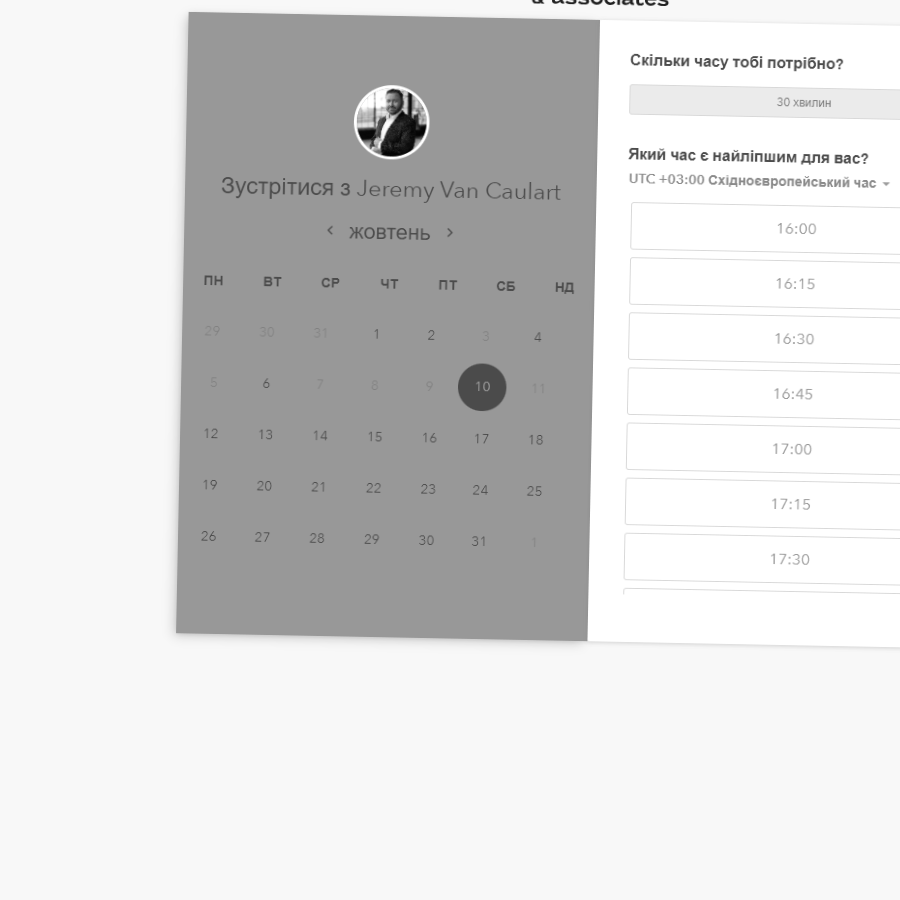 & associates
Зустрітися з Jeremy Van Caulart
жовтень
ПН ВТ СР ЧТ ПТ СБ НД
29 30 31 1 2 3 4
5 6 7 8 9 10 11
12 13 14 15 16 17 18
19 20 21 22 23 24 25
26 27 28 29 30 31 1
Скільки часу тобі потрібно?
30 хвилин
Який час є найліпшим для вас?
UTC +03:00 Східноєвропейський час
16:00
16:15
16:30
16:45
17:00
17:15
17:30